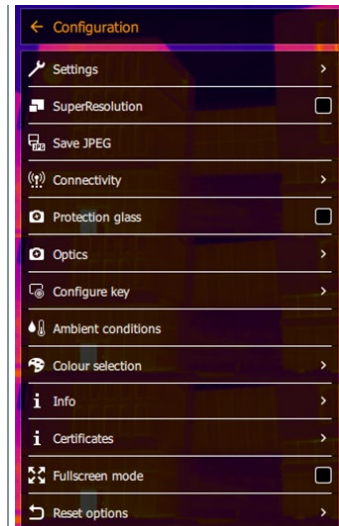 Configuration
Settings
SuperResolution
JPG
Save JPEG
Connectivity
Protection glass
Optics
Configure key
Ambient conditions
Colour selection
Info
Certificates
Fullscreen mode
Reset options